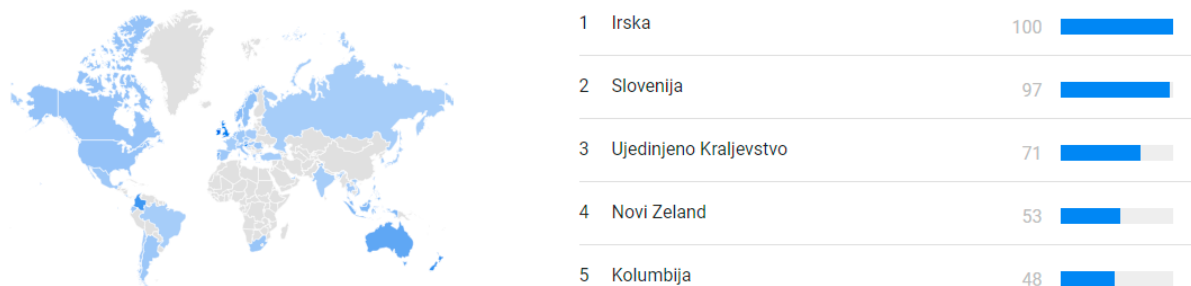 1 Irska 100
2 Slovenija 97
3 Ujedinjeno Kraljevstvo 71
4 Novi Zeland 53
5 Kolumbija 48